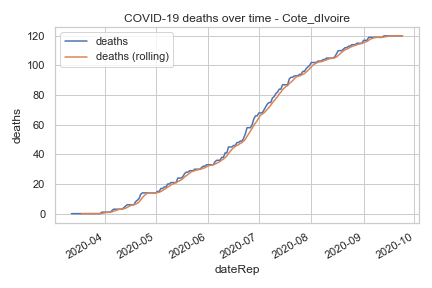 COVID-19 deaths over time - Cote_dIvoire
deaths
deaths (rolling)
120
100
80
60
40
20
0
deaths
2020-04
2020-05
2020-06
2020-07
2020-08
2020-09
2020-10
dateRep